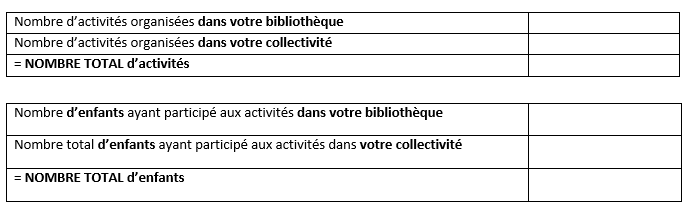 Nombre d’activités organisées dans votre bibliothèque
Nombre d’activités organisées dans votre collectivité
= NOMBRE TOTAL d’activités
Nombre d’enfants ayant participé aux activités dans votre bibliothèque
Nombre total d’enfants ayant participé aux activités dans votre collectivité
= NOMBRE TOTAL d’enfants